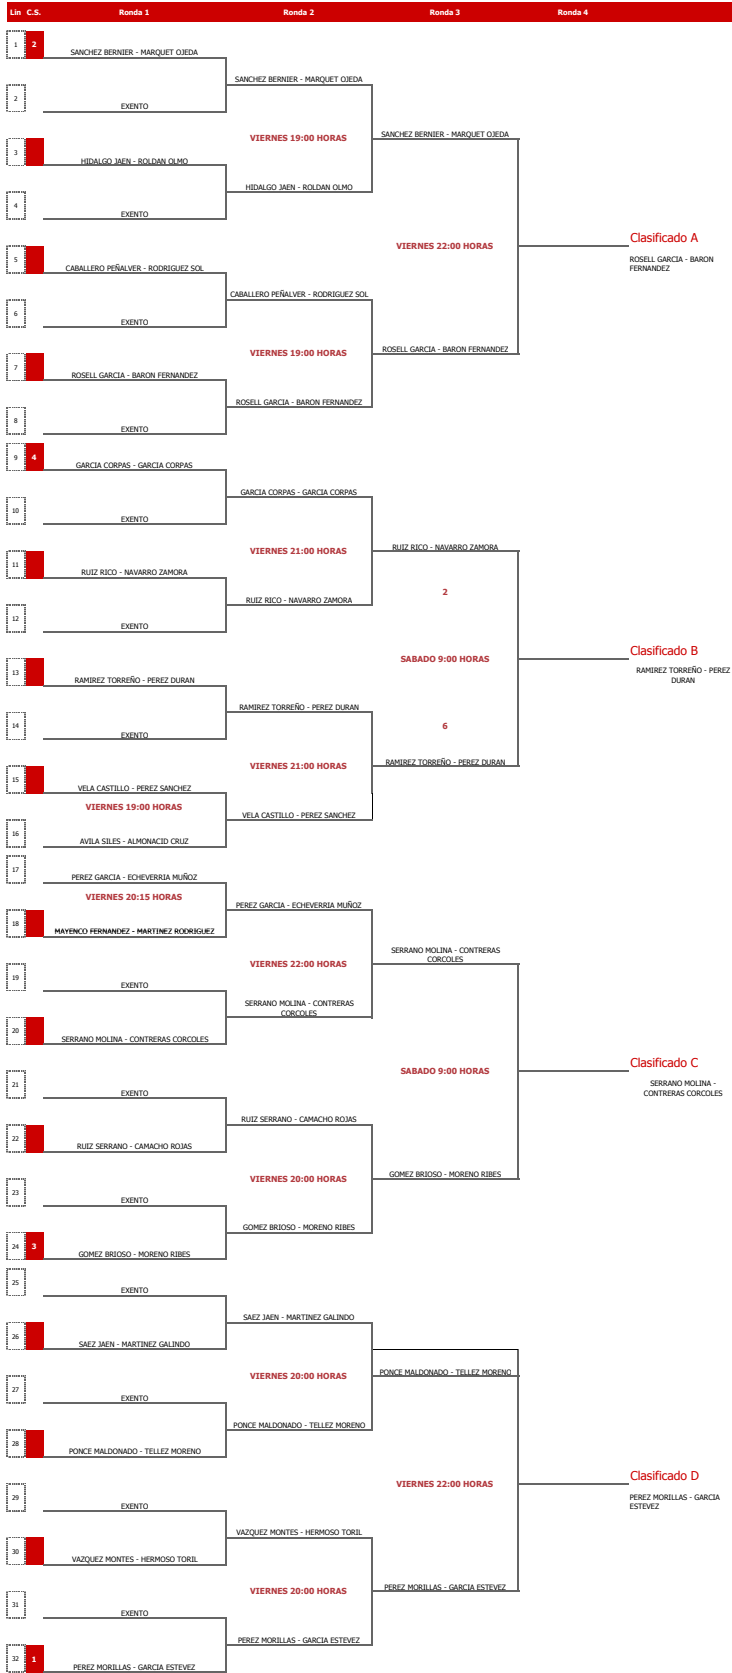 Lin C.S. Ronda 1 Ronda 2 Ronda 3 Ronda 4
1 2
SANCHEZ BERNIER - MARQUET OJEDA
SANCHEZ BERNIER - MARQUET OJEDA
2
EXENTO
VIERNES 19:00 HORAS
SANCHEZ BERNIER - MARQUET OJEDA
3
HIDALGO JAEN - ROLDAN OLMO
HIDALGO JAEN - ROLDAN OLMO
4
EXENTO
VIERNES 22:00 HORAS
Clasificado A
ROSELL GARCIA - BARON
FERNANDEZ
5
CABALLERO PEÑALVER - RODRIGUEZ SOL
CABALLERO PEÑALVER - RODRIGUEZ SOL
6
EXENTO
VIERNES 19:00 HORAS
ROSELL GARCIA - BARON FERNANDEZ
7
ROSELL GARCIA - BARON FERNANDEZ
ROSELL GARCIA - BARON FERNANDEZ
8
EXENTO
9 4
GARCIA CORPAS - GARCIA CORPAS
GARCIA CORPAS - GARCIA CORPAS
10
EXENTO
VIERNES 21:00 HORAS
RUIZ RICO - NAVARRO ZAMORA
11
RUIZ RICO - NAVARRO ZAMORA
2
RUIZ RICO - NAVARRO ZAMORA
12
EXENTO
SABADO 9:00 HORAS
Clasificado B
RAMIREZ TORREÑO - PEREZ
DURAN
13
RAMIREZ TORREÑO - PEREZ DURAN
RAMIREZ TORREÑO - PEREZ DURAN
14
EXENTO
6
VIERNES 21:00 HORAS
RAMIREZ TORREÑO - PEREZ DURAN
15
VELA CASTILLO - PEREZ SANCHEZ
VIERNES 19:00 HORAS
VELA CASTILLO - PEREZ SANCHEZ
16
AVILA SILES - ALMONACID CRUZ
17
PEREZ GARCIA - ECHEVERRIA MUÑOZ
VIERNES 20:15 HORAS
PEREZ GARCIA - ECHEVERRIA MUÑOZ
18
MAYENCO FERNANDEZ - MARTINEZ RODRIGUEZ
SERRANO MOLINA - CONTRERAS
CORCOLES
VIERNES 22:00 HORAS
19
EXENTO
SERRANO MOLINA - CONTRERAS
CORCOLES
20
SERRANO MOLINA - CONTRERAS CORCOLES
SABADO 9:00 HORAS
Clasificado C
SERRANO MOLINA -
CONTRERAS CORCOLES
21
EXENTO
RUIZ SERRANO - CAMACHO ROJAS
22
RUIZ SERRANO - CAMACHO ROJAS
VIERNES 20:00 HORAS
GOMEZ BRIOSO - MORENO RIBES
23
EXENTO
GOMEZ BRIOSO - MORENO RIBES
24 3
GOMEZ BRIOSO - MORENO RIBES
25
EXENTO
SAEZ JAEN - MARTINEZ GALINDO
26
SAEZ JAEN - MARTINEZ GALINDO
VIERNES 20:00 HORAS
PONCE MALDONADO - TELLEZ MORENO
27
EXENTO
PONCE MALDONADO - TELLEZ MORENO
28
PONCE MALDONADO - TELLEZ MORENO
VIERNES 22:00 HORAS
Clasificado D
PEREZ MORILLAS - GARCIA
ESTEVEZ
29
EXENTO
VAZQUEZ MONTES - HERMOSO TORIL
30
VAZQUEZ MONTES - HERMOSO TORIL
VIERNES 20:00 HORAS
PEREZ MORILLAS - GARCIA ESTEVEZ
31
EXENTO
PEREZ MORILLAS - GARCIA ESTEVEZ
32 1
PEREZ MORILLAS - GARCIA ESTEVEZ